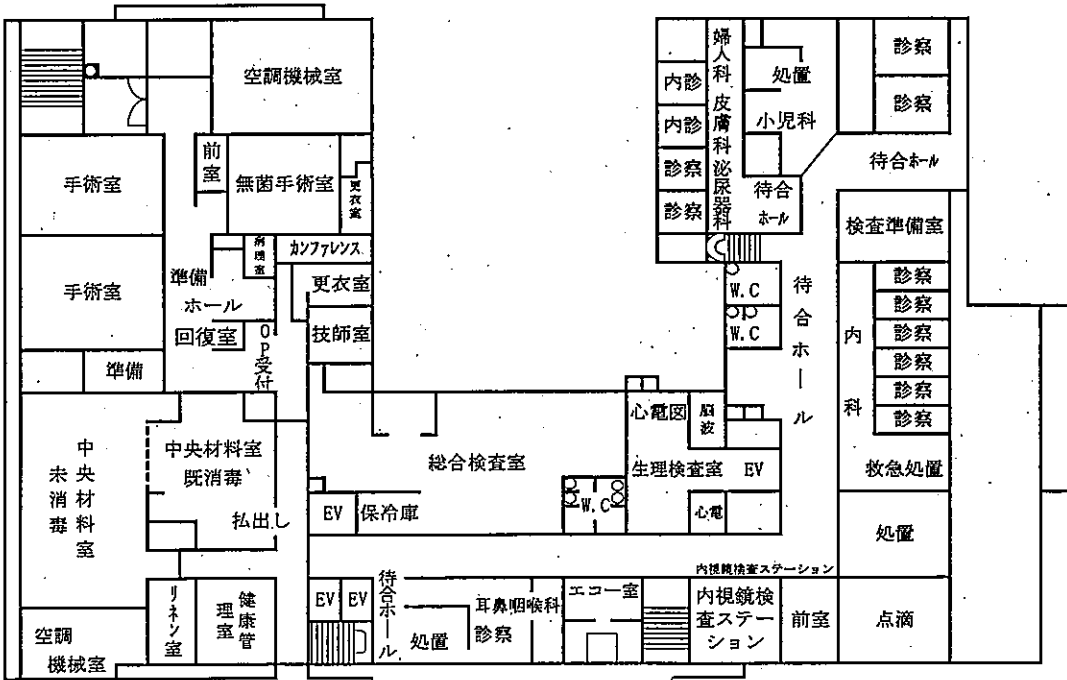 空調機械室
前
室
無菌手術室
更
衣
室
手術室
手術室
病
理
室
カンファレンス
準備
ホール
更衣室
回復室
技師室
OP受付
準備
中央材料室
未消毒
中央材料室
既消毒
払出し
リネン室
健康管
理室
空調
機械室
総合検査室
EV
保冷庫
W.C
心電図
脳
波
生理検査室
EV
心電
EV
EV
待合ホール
処置
耳鼻咽喉科
診察
エコー室
内視鏡検査ステーション
内視鏡検
査ステー
ション
前室
点滴
処置
救急処置
内科
診察
診察
診察
診察
診察
診察
検査準備室
待合ホール
W.C
W.C
婦人科
皮膚科
泌尿器科
内診
内診
診察
診察
処置
小児科
待合
ホール
診察
診察
待合ホール